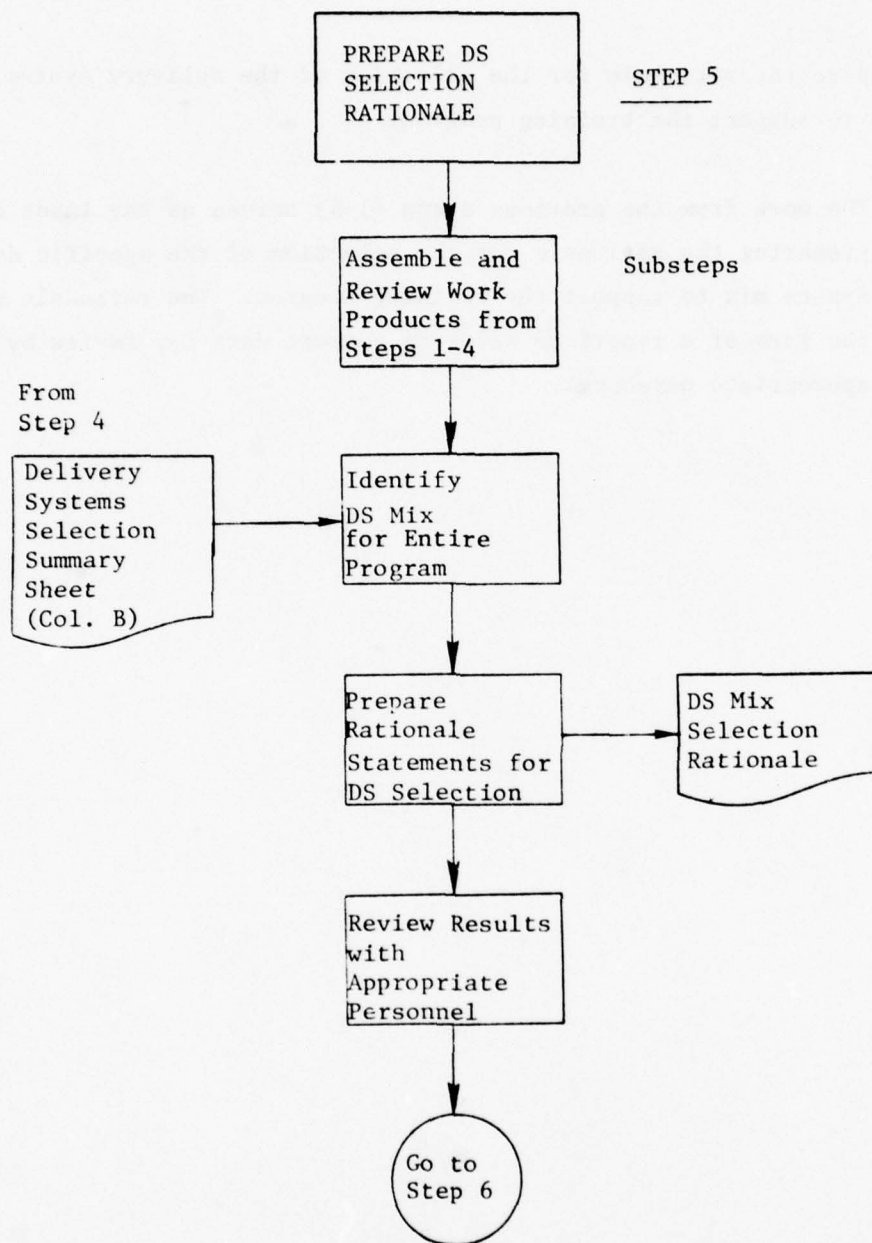 PREPARE DS
SELECTION
RATIONALE
STEP 5
Assemble and
Review Work
Products from
Steps 1-4
Substeps
From
Step 4
Delivery
Systems
Selection
Summary
Sheet
(Col. B)
Identify
DS Mix
for Entire
Program
Prepare
Rationale
Statements for
DS Selection
DS Mix
Selection
Rationale
Review Results
with
Appropriate
Personnel
Go to
Step 6